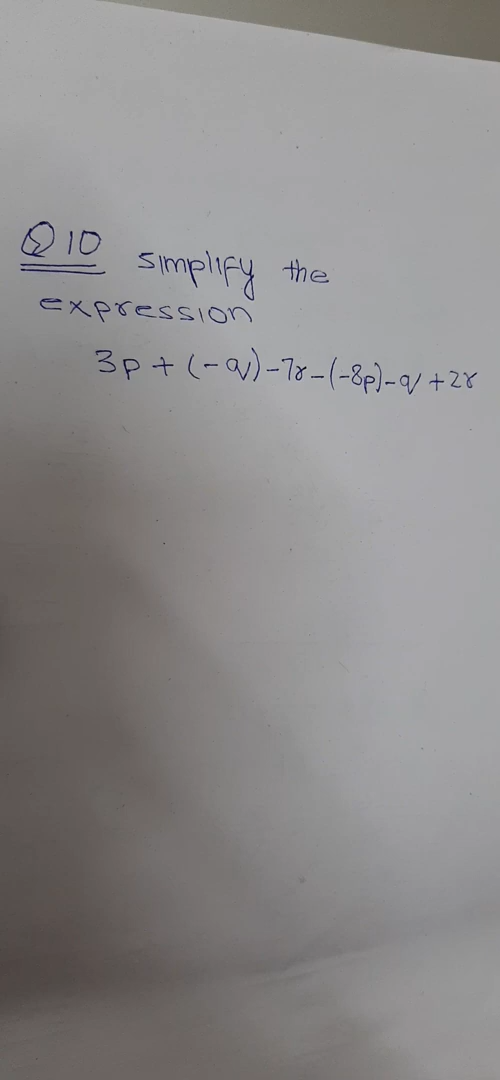 Q10 simplify the
expression
3p + (-q) - 7r - (-8p) - q + 2r